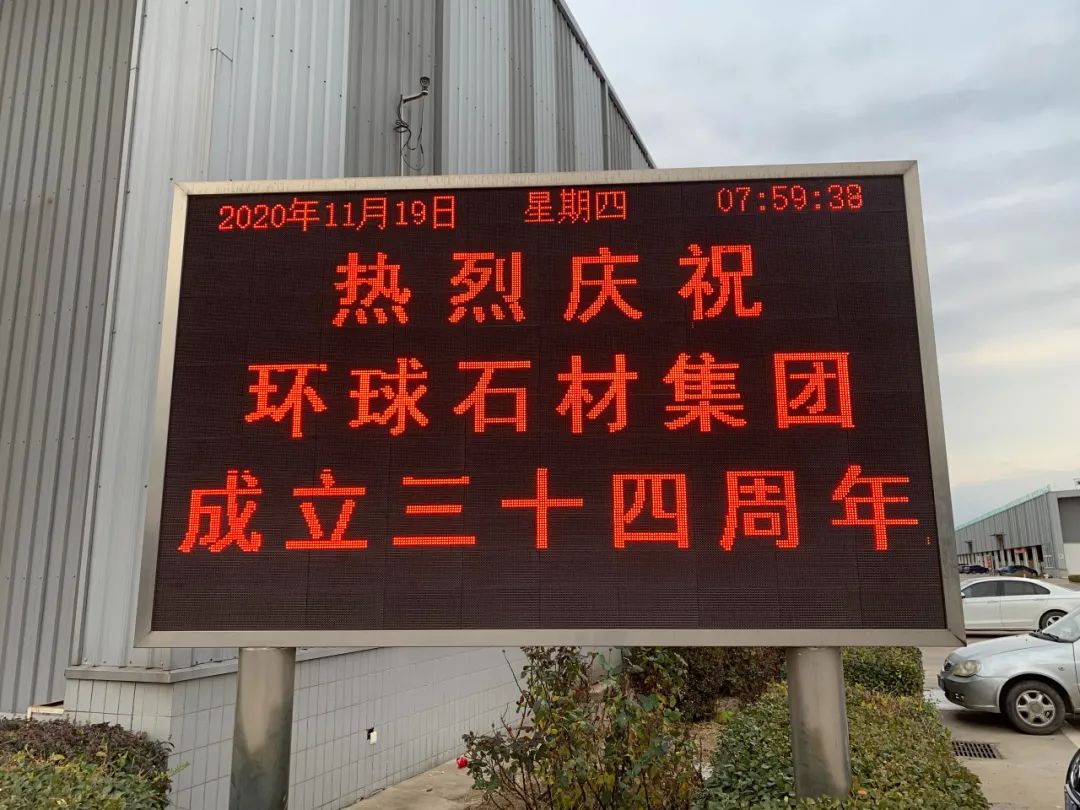 2020年11月19日 星期四 07:59:38
热烈庆祝
环球石材集团
成立三十四周年